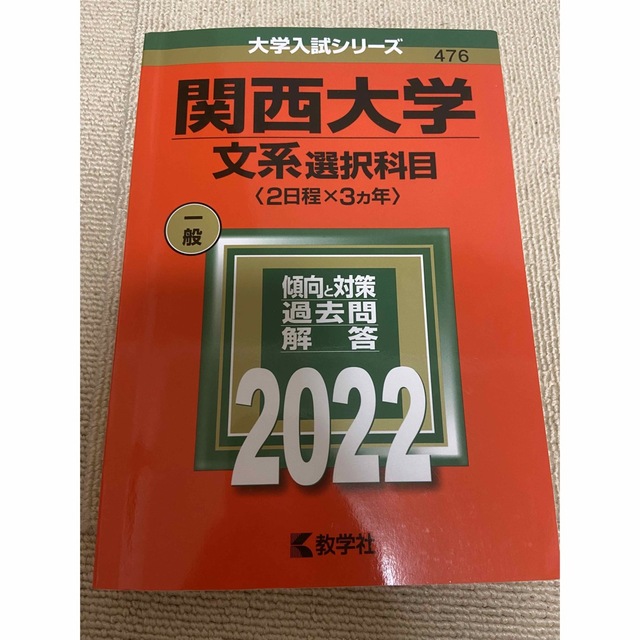 大学入試シリーズ
476
関西大学
文系選択科目
〈2日程×3ヵ年〉
一般
傾向と対策
過去問
解答
2022
教学社